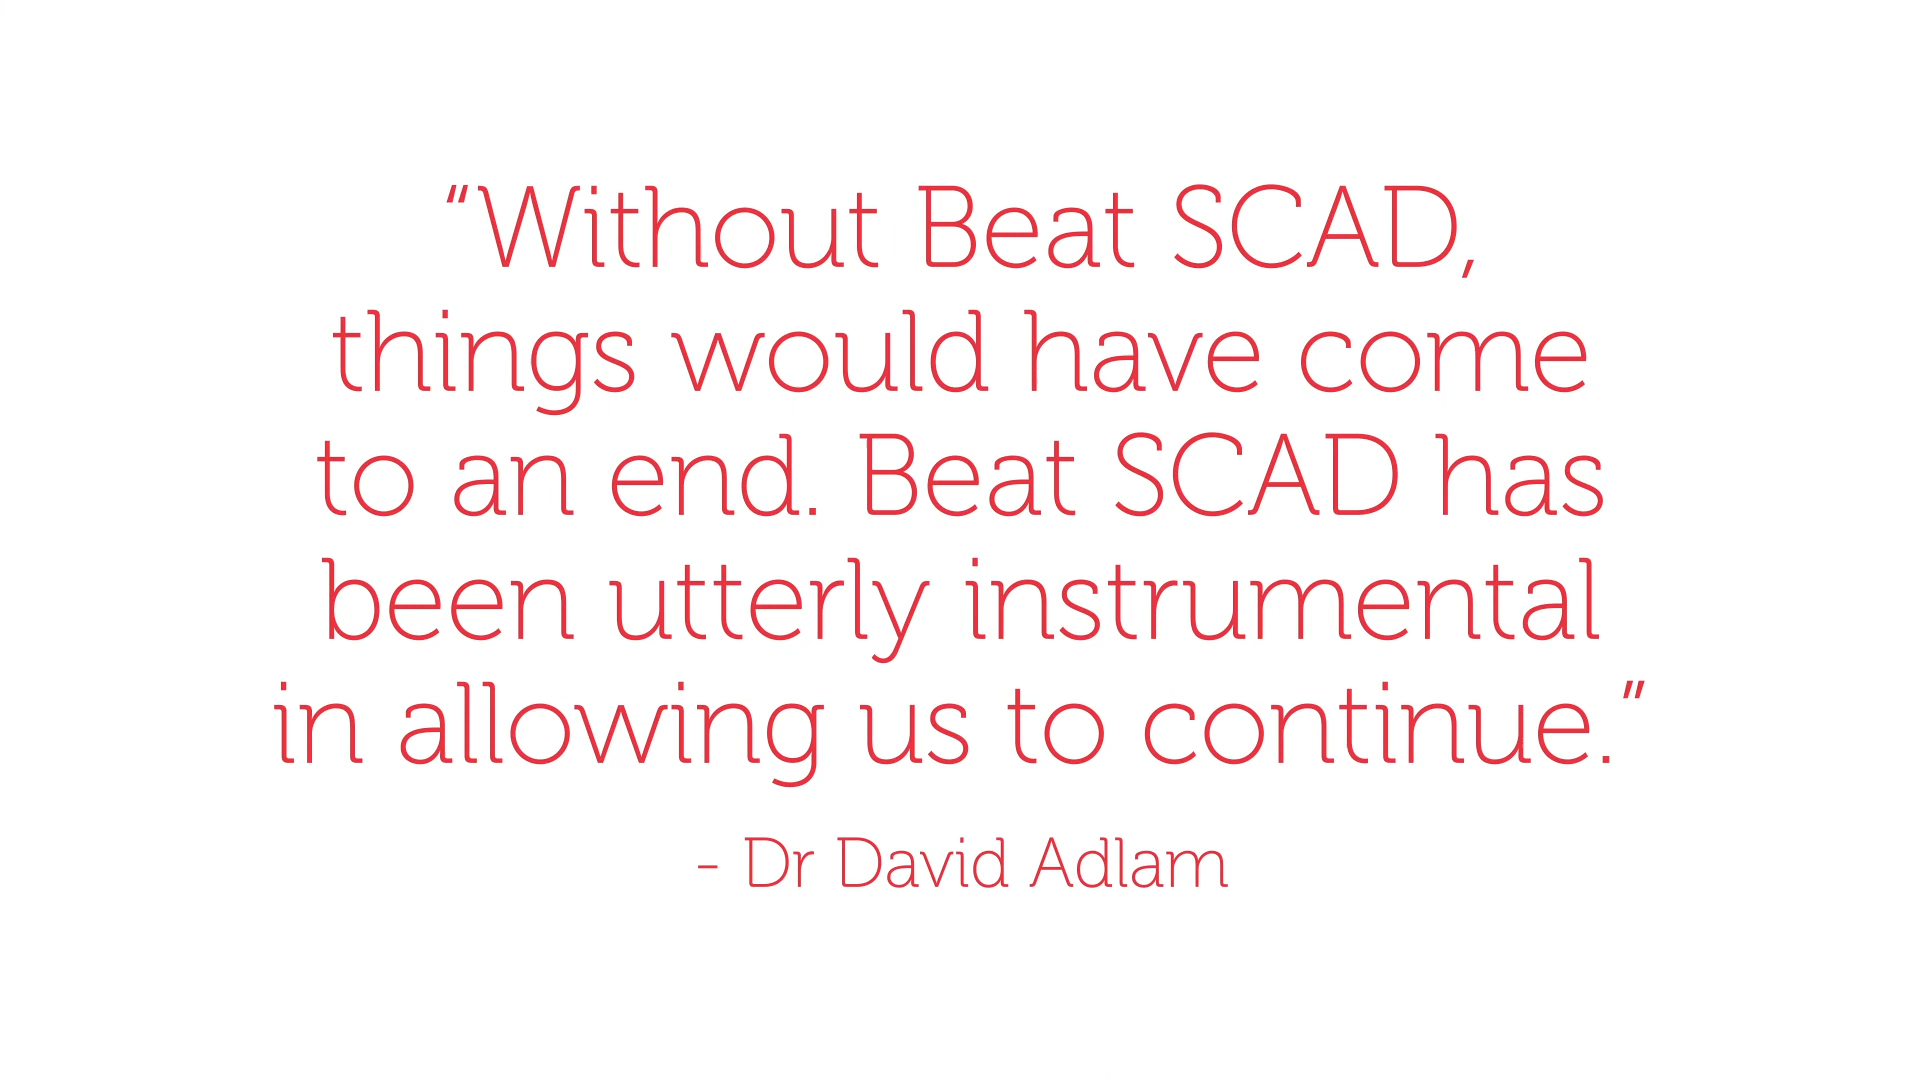 “Without Beat SCAD,
things would have come
to an end. Beat SCAD has
been utterly instrumental
in allowing us to continue.”
- Dr David Adlam